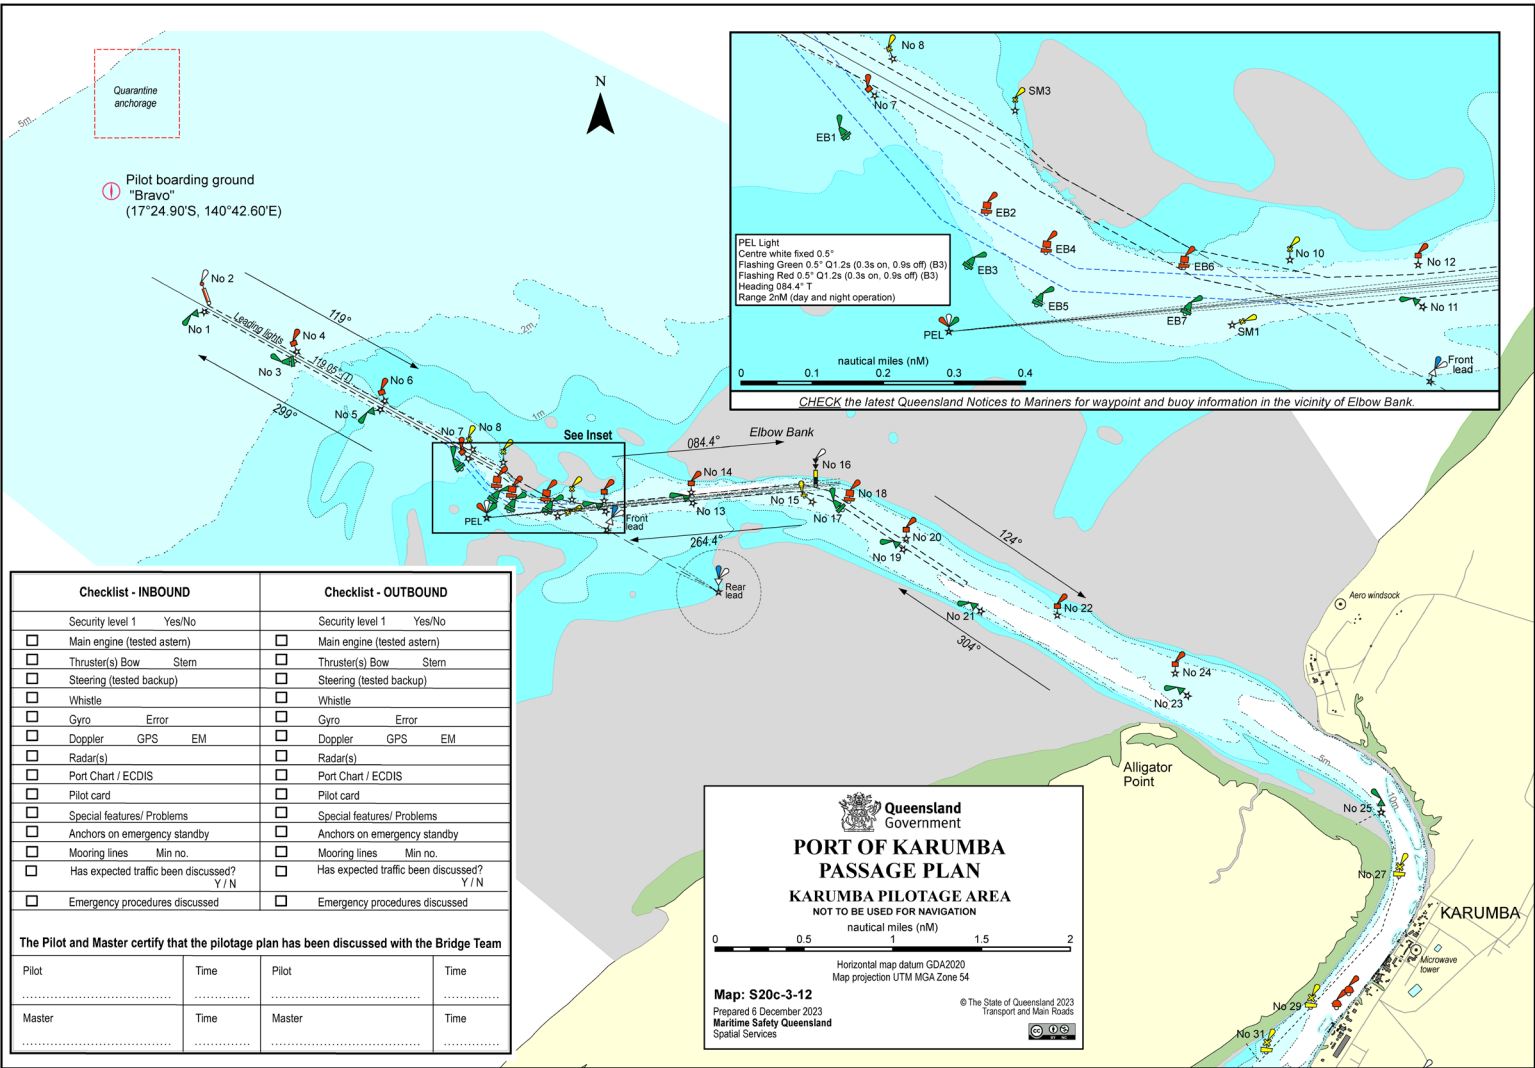 Quarantine
anchorage
5m
N
Pilot boarding ground
"Bravo"
(17°24.90'S, 140°42.60'E)
No 2
No 1
Leading lights
119.05°(T)
119°
299°
No 4
No 3
No 6
No 5
2m
1m
No 7
No 8
See Inset
084.4°
Elbow Bank
PEL
Front
lead
No 14
No 13
264.4°
Rear
lead
No 16
No 15
No 17
No 18
No 20
No 19
124°
304°
No 22
No 21
No 24
No 23
Aero windsock
Alligator
Point
5m
10m
No 25
No 27
KARUMBA
Microwave
tower
No 29
No 31
No 8
No 7
SM3
EB1
EB2
EB4
EB3
EB5
EB6
EB7
No 10
No 12
No 11
SM1
PEL
Front
lead
PEL Light
Centre white fixed 0.5°
Flashing Green 0.5° Q1.2s (0.3s on, 0.9s off) (B3)
Flashing Red 0.5° Q1.2s (0.3s on, 0.9s off) (B3)
Heading 084.4° T
Range 2nM (day and night operation)
nautical miles (nM)
0 0.1 0.2 0.3 0.4
CHECK the latest Queensland Notices to Mariners for waypoint and buoy information in the vicinity of Elbow Bank.
Checklist - INBOUND
Security level 1 Yes/No
Main engine (tested astern)
Thruster(s) Bow Stern
Steering (tested backup)
Whistle
Gyro Error
Doppler GPS EM
Radar(s)
Port Chart / ECDIS
Pilot card
Special features/ Problems
Anchors on emergency standby
Mooring lines Min no.
Has expected traffic been discussed?
Y / N
Emergency procedures discussed
Checklist - OUTBOUND
Security level 1 Yes/No
Main engine (tested astern)
Thruster(s) Bow Stern
Steering (tested backup)
Whistle
Gyro Error
Doppler GPS EM
Radar(s)
Port Chart / ECDIS
Pilot card
Special features/ Problems
Anchors on emergency standby
Mooring lines Min no.
Has expected traffic been discussed?
Y / N
Emergency procedures discussed
The Pilot and Master certify that the pilotage plan has been discussed with the Bridge Team
Pilot Time Pilot Time
Master Time Master Time
Queensland
Government
PORT OF KARUMBA
PASSAGE PLAN
KARUMBA PILOTAGE AREA
NOT TO BE USED FOR NAVIGATION
nautical miles (nM)
0 0.5 1 1.5 2
Horizontal map datum GDA2020
Map projection UTM MGA Zone 54
Map: S20c-3-12
Prepared 6 December 2023
Maritime Safety Queensland
Spatial Services
© The State of Queensland 2023
Transport and Main Roads
CC
BY NC